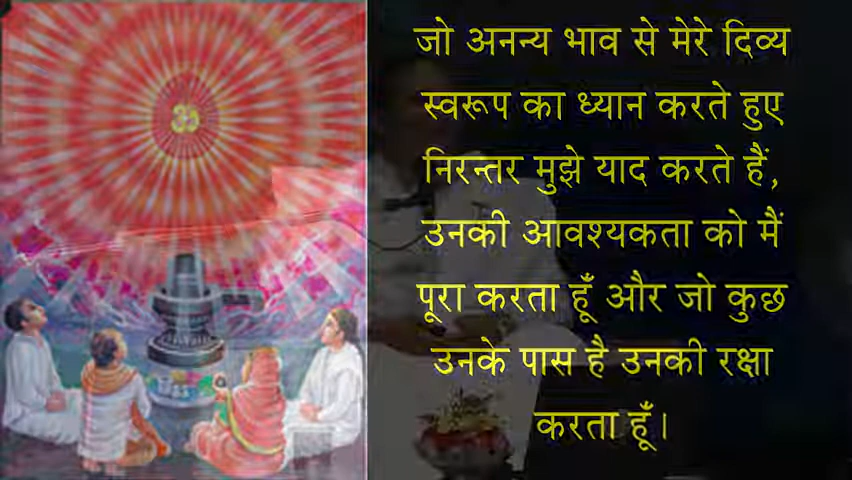 ॐ
जो अनन्य भाव से मेरे दिव्य
स्वरूप का ध्यान करते हुए
निरन्तर मुझे याद करते हैं,
उनकी आवश्यकता को मैं
पूरा करता हूँ और जो कुछ
उनके पास है उनकी रक्षा
करता हूँ।